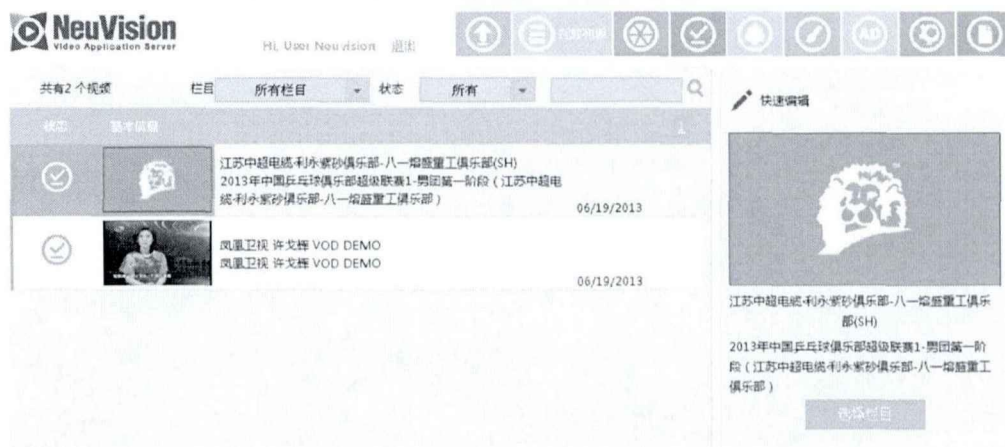 NeuVision
Video Application Server
Hi, User Neuvision 退出
AD
共有2 个视频 栏目 所有栏目 状态 所有
快速编辑
状态 基本信息 1
江苏中超电缆·利永紫砂俱乐部-八一熔盛重工俱乐部(SH)
2013年中国乒乓球俱乐部超级联赛1-男团第一阶段（江苏中超电
缆·利永紫砂俱乐部-八一熔盛重工俱乐部）
06/19/2013
凤凰卫视 许戈辉 VOD DEMO
凤凰卫视 许戈辉 VOD DEMO
06/19/2013
江苏中超电缆·利永紫砂俱乐部-八一熔盛重工俱乐
部(SH)
2013年中国乒乓球俱乐部超级联赛1-男团第一阶
段（江苏中超电缆·利永紫砂俱乐部-八一熔盛重工
俱乐部）
选择栏目